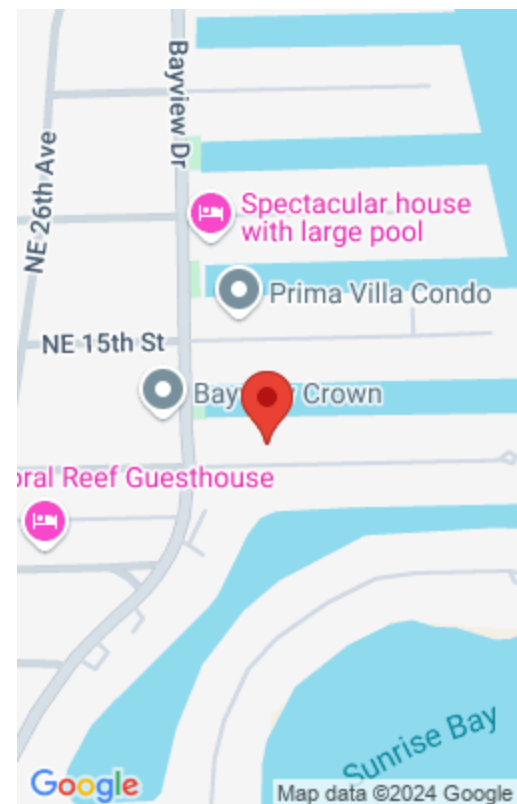 Bayview Dr
NE 26th Ave
Spectacular house
with large pool
Prima Villa Condo
NE 15th St
Crown
oral Reef Guesthouse
Sunrise Bay
Google
Map data ©2024 Google